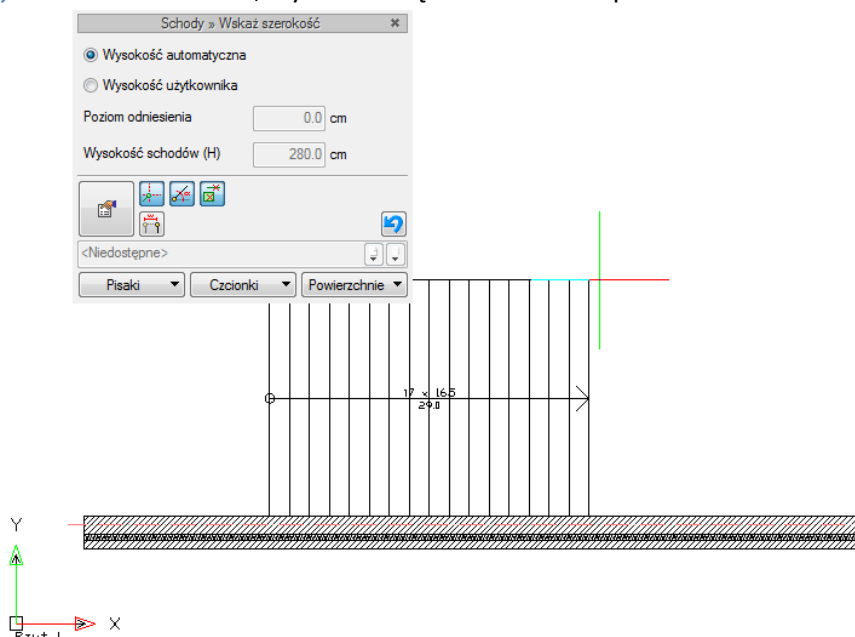 Schody » Wskaż szerokość
Wysokość automatyczna
Wysokość użytkownika
Poziom odniesienia 0.0 cm
Wysokość schodów (H) 280.0 cm
<Niedostępne>
Pisaki Czcionki Powierzchnie
17 x 16.5
29.0
Y
X